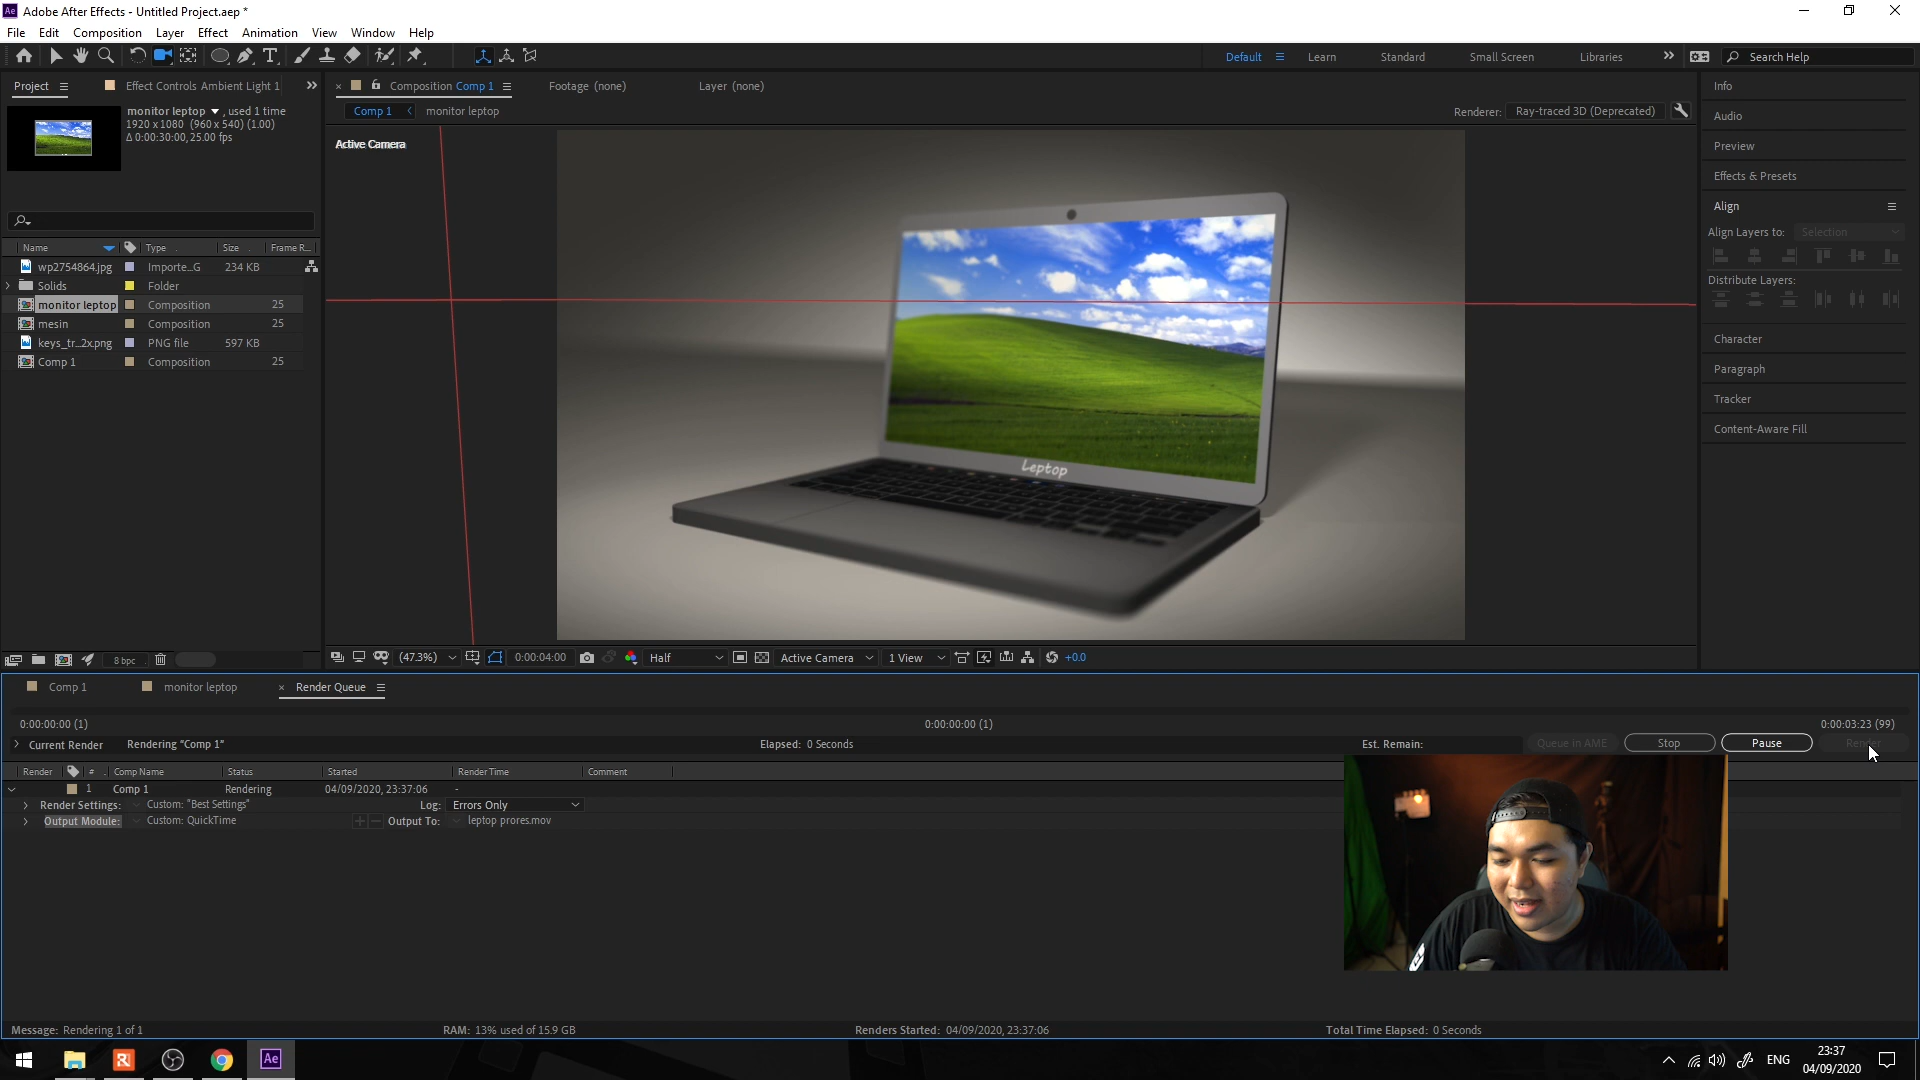 Adobe After Effects - Untitled Project.aep *
File Edit Composition Layer Effect Animation View Window Help
Default Learn Standard Small Screen Libraries Search Help
Project Effect Controls Ambient Light 1
Composition Comp 1 Footage (none) Layer (none)
Comp 1 monitor leptop Renderer: Ray-traced 3D (Deprecated)
monitor leptop , used 1 time
1920 x 1080 (960 x 540) (1.00)
Δ 0:00:30:00, 25.00 fps
Active Camera
Name Type Size Frame R...
wp2754864.jpg Importe...G 234 KB
Solids Folder
monitor leptop Composition 25
mesin Composition 25
keys_tr...2x.png PNG file 597 KB
Comp 1 Composition 25
Leptop
Info
Audio
Preview
Effects & Presets
Align
Align Layers to: Selection
Distribute Layers:
Character
Paragraph
Tracker
Content-Aware Fill
8 bpc
(47.3%) 0:00:04:00 Half Active Camera 1 View +0.0
Comp 1 monitor leptop Render Queue
0:00:00:00 (1) 0:00:00:00 (1) 0:00:03:23 (99)
Current Render Rendering "Comp 1" Elapsed: 0 Seconds Est. Remain: Queue in AME Stop Pause Render
Render # Comp Name Status Started Render Time Comment
1 Comp 1 Rendering 04/09/2020, 23:37:06 -
Render Settings: Custom: "Best Settings" Log: Errors Only
Output Module: Custom: QuickTime Output To: leptop prores.mov
Message: Rendering 1 of 1 RAM: 13% used of 15.9 GB Renders Started: 04/09/2020, 23:37:06 Total Time Elapsed: 0 Seconds
Ae
ENG
23:37
04/09/2020